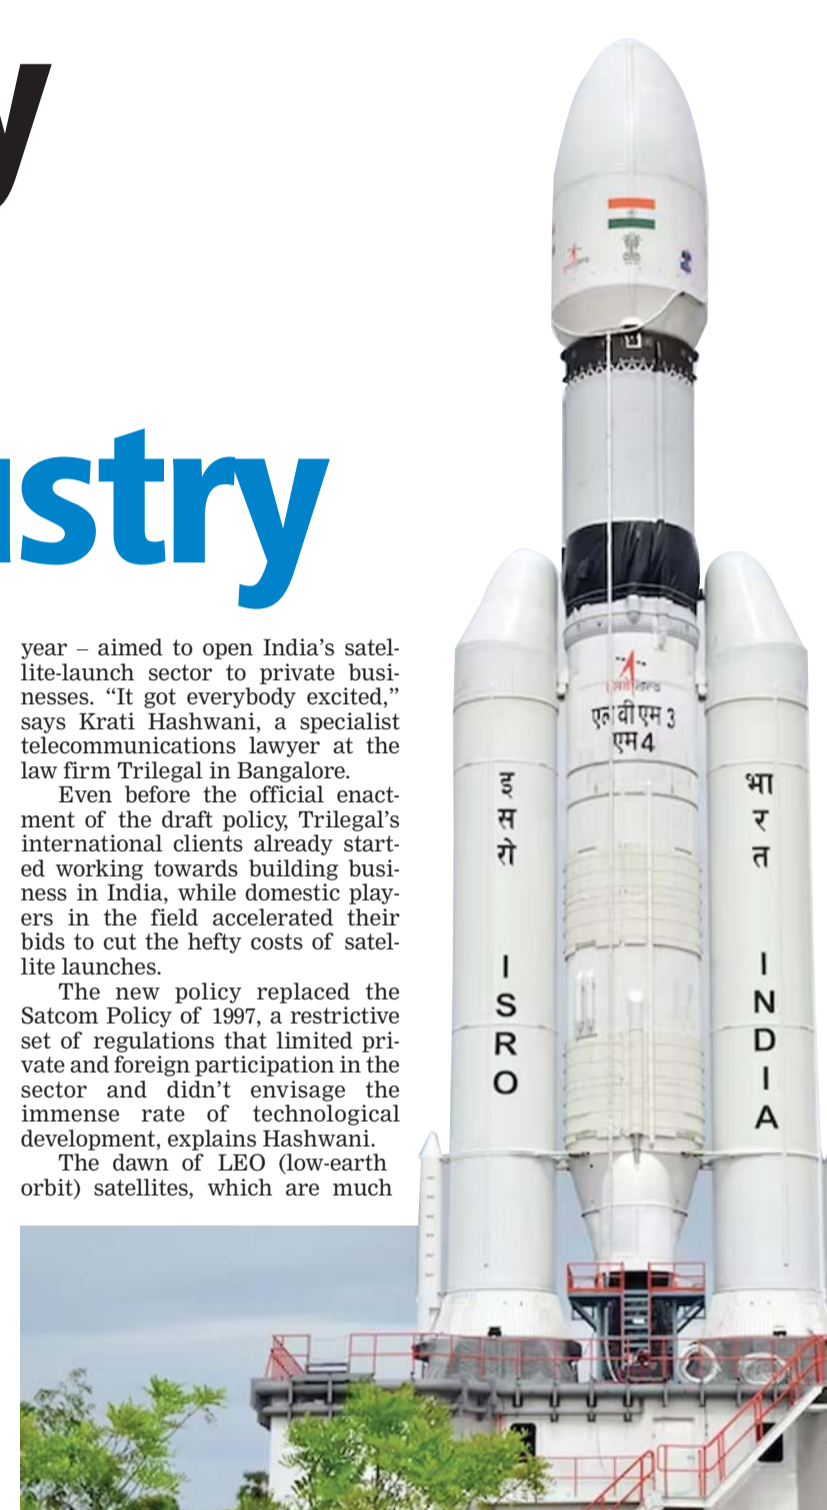 y
ustry
year – aimed to open India's satel-
lite-launch sector to private busi-
nesses. “It got everybody excited,”
says Krati Hashwani, a specialist
telecommunications lawyer at the
law firm Trilegal in Bangalore.
Even before the official enact-
ment of the draft policy, Trilegal's
international clients already start-
ed working towards building busi-
ness in India, while domestic play-
ers in the field accelerated their
bids to cut the hefty costs of satel-
lite launches.
The new policy replaced the
Satcom Policy of 1997, a restrictive
set of regulations that limited pri-
vate and foreign participation in the
sector and didn't envisage the
immense rate of technological
development, explains Hashwani.
The dawn of LEO (low-earth
orbit) satellites, which are much
एल वी एम 3
एम 4
इसरो
ISRO
भारत
INDIA